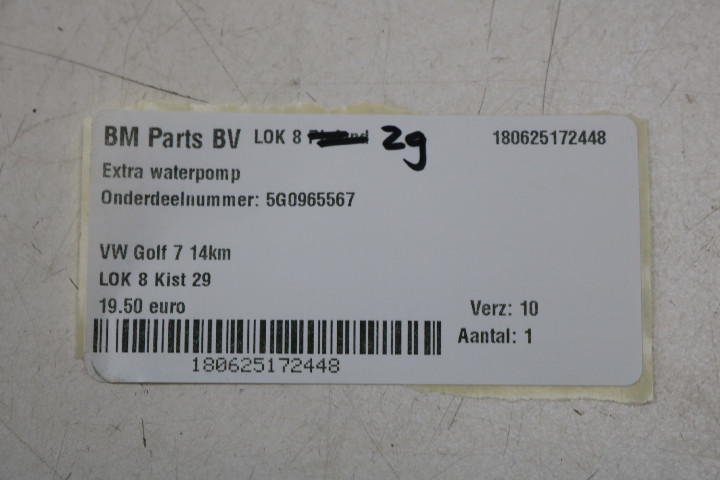 BM Parts BV LOK 8 29 180625172448
Extra waterpomp
Onderdeelnummer: 5G0965567
VW Golf 7 14km
LOK 8 Kist 29
19.50 euro Verz: 10
Aantal: 1
180625172448